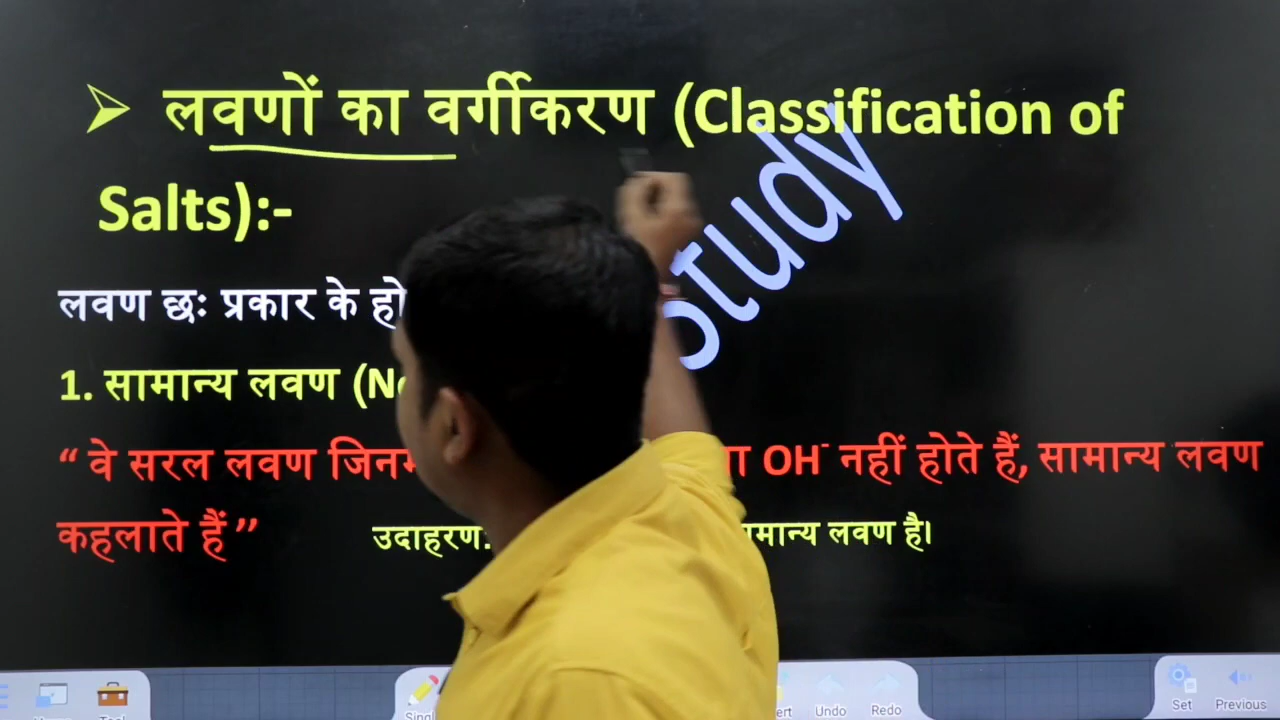 ➢ लवणों का वर्गीकरण (Classification of
Salts):-
Study
लवण छः प्रकार के
1. सामान्य लवण
“ वे सरल लवण OH⁻ नहीं होते हैं, सामान्य लवण
कहलाते हैं ”
उदाहरण: लवण है।
Undo
Redo
Set
Previous